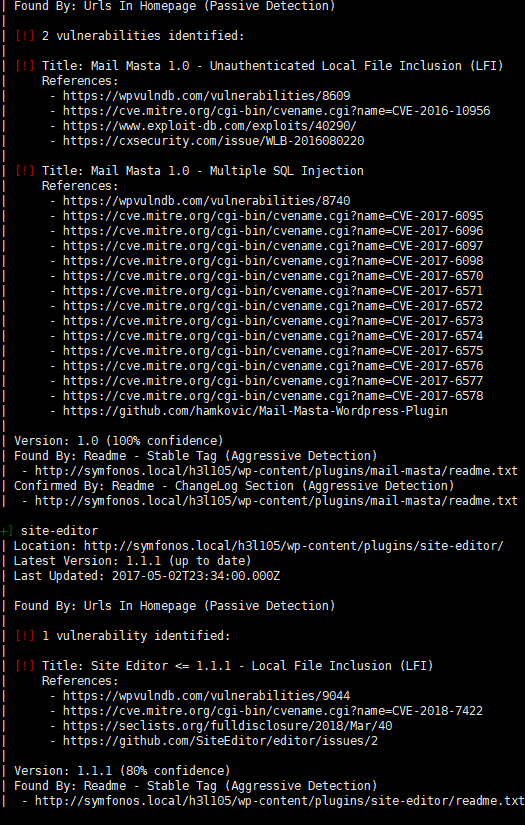 | Found By: Urls In Homepage (Passive Detection)
|
| [!] 2 vulnerabilities identified:
|
| [!] Title: Mail Masta 1.0 - Unauthenticated Local File Inclusion (LFI)
|     References:
|      - https://wpvulndb.com/vulnerabilities/8609
|      - https://cve.mitre.org/cgi-bin/cvename.cgi?name=CVE-2016-10956
|      - https://www.exploit-db.com/exploits/40290/
|      - https://cxsecurity.com/issue/WLB-2016080220
|
| [!] Title: Mail Masta 1.0 - Multiple SQL Injection
|     References:
|      - https://wpvulndb.com/vulnerabilities/8740
|      - https://cve.mitre.org/cgi-bin/cvename.cgi?name=CVE-2017-6095
|      - https://cve.mitre.org/cgi-bin/cvename.cgi?name=CVE-2017-6096
|      - https://cve.mitre.org/cgi-bin/cvename.cgi?name=CVE-2017-6097
|      - https://cve.mitre.org/cgi-bin/cvename.cgi?name=CVE-2017-6098
|      - https://cve.mitre.org/cgi-bin/cvename.cgi?name=CVE-2017-6570
|      - https://cve.mitre.org/cgi-bin/cvename.cgi?name=CVE-2017-6571
|      - https://cve.mitre.org/cgi-bin/cvename.cgi?name=CVE-2017-6572
|      - https://cve.mitre.org/cgi-bin/cvename.cgi?name=CVE-2017-6573
|      - https://cve.mitre.org/cgi-bin/cvename.cgi?name=CVE-2017-6574
|      - https://cve.mitre.org/cgi-bin/cvename.cgi?name=CVE-2017-6575
|      - https://cve.mitre.org/cgi-bin/cvename.cgi?name=CVE-2017-6576
|      - https://cve.mitre.org/cgi-bin/cvename.cgi?name=CVE-2017-6577
|      - https://cve.mitre.org/cgi-bin/cvename.cgi?name=CVE-2017-6578
|      - https://github.com/hamkovic/Mail-Masta-Wordpress-Plugin
|
| Version: 1.0 (100% confidence)
| Found By: Readme - Stable Tag (Aggressive Detection)
|  - http://symfonos.local/h3l105/wp-content/plugins/mail-masta/readme.txt
| Confirmed By: Readme - ChangeLog Section (Aggressive Detection)
|  - http://symfonos.local/h3l105/wp-content/plugins/mail-masta/readme.txt

+] site-editor
| Location: http://symfonos.local/h3l105/wp-content/plugins/site-editor/
| Latest Version: 1.1.1 (up to date)
| Last Updated: 2017-05-02T23:34:00.000Z
|
| Found By: Urls In Homepage (Passive Detection)
|
| [!] 1 vulnerability identified:
|
| [!] Title: Site Editor <= 1.1.1 - Local File Inclusion (LFI)
|     References:
|      - https://wpvulndb.com/vulnerabilities/9044
|      - https://cve.mitre.org/cgi-bin/cvename.cgi?name=CVE-2018-7422
|      - https://seclists.org/fulldisclosure/2018/Mar/40
|      - https://github.com/SiteEditor/editor/issues/2
|
| Version: 1.1.1 (80% confidence)
| Found By: Readme - Stable Tag (Aggressive Detection)
|  - http://symfonos.local/h3l105/wp-content/plugins/site-editor/readme.txt